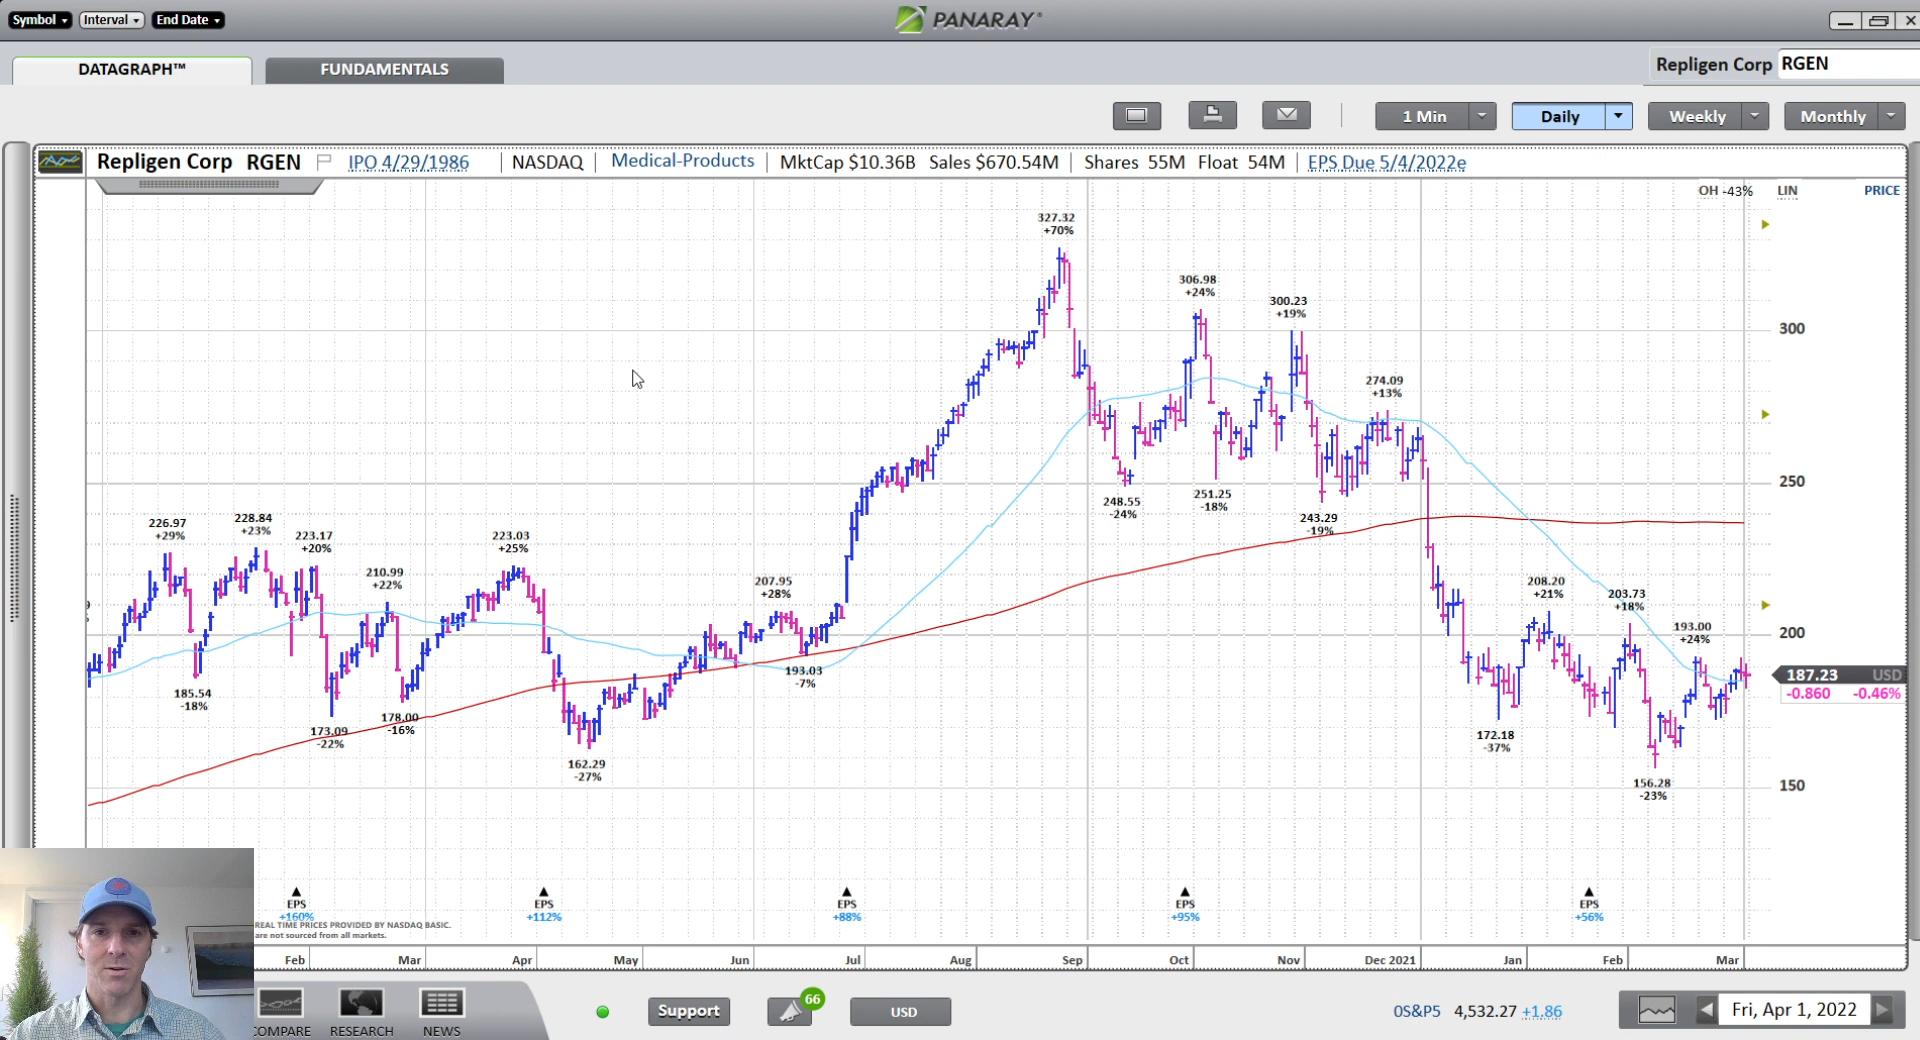 Symbol Interval End Date
PANARAY®
DATAGRAPH™ FUNDAMENTALS
Repligen Corp RGEN
1 Min Daily Weekly Monthly
Repligen Corp RGEN IPO 4/29/1986 NASDAQ Medical-Products MktCap $10.36B Sales $670.54M Shares 55M Float 54M EPS Due 5/4/2022e
OH -43% LIN PRICE
327.32
+70%
306.98
+24%
300.23
+19%
300
274.09
+13%
250
248.55
-24%
251.25
-18%
243.29
-19%
226.97
+29%
228.84
+23%
223.17
+20%
223.03
+25%
210.99
+22%
207.95
+28%
208.20
+21%
203.73
+18%
193.00
+24%
200
193.03
-7%
187.23 USD
-0.860 -0.46%
185.54
-18%
173.09
-22%
178.00
-16%
162.29
-27%
172.18
-37%
156.28
-23%
150
EPS
+160%
EPS
+112%
EPS
+88%
EPS
+95%
EPS
+56%
REAL TIME PRICES PROVIDED BY NASDAQ BASIC.
are not sourced from all markets.
Feb Mar Apr May Jun Jul Aug Sep Oct Nov Dec 2021 Jan Feb Mar
COMPARE RESEARCH NEWS
Support 66 USD
0S&P5 4,532.27 +1.86
Fri, Apr 1, 2022